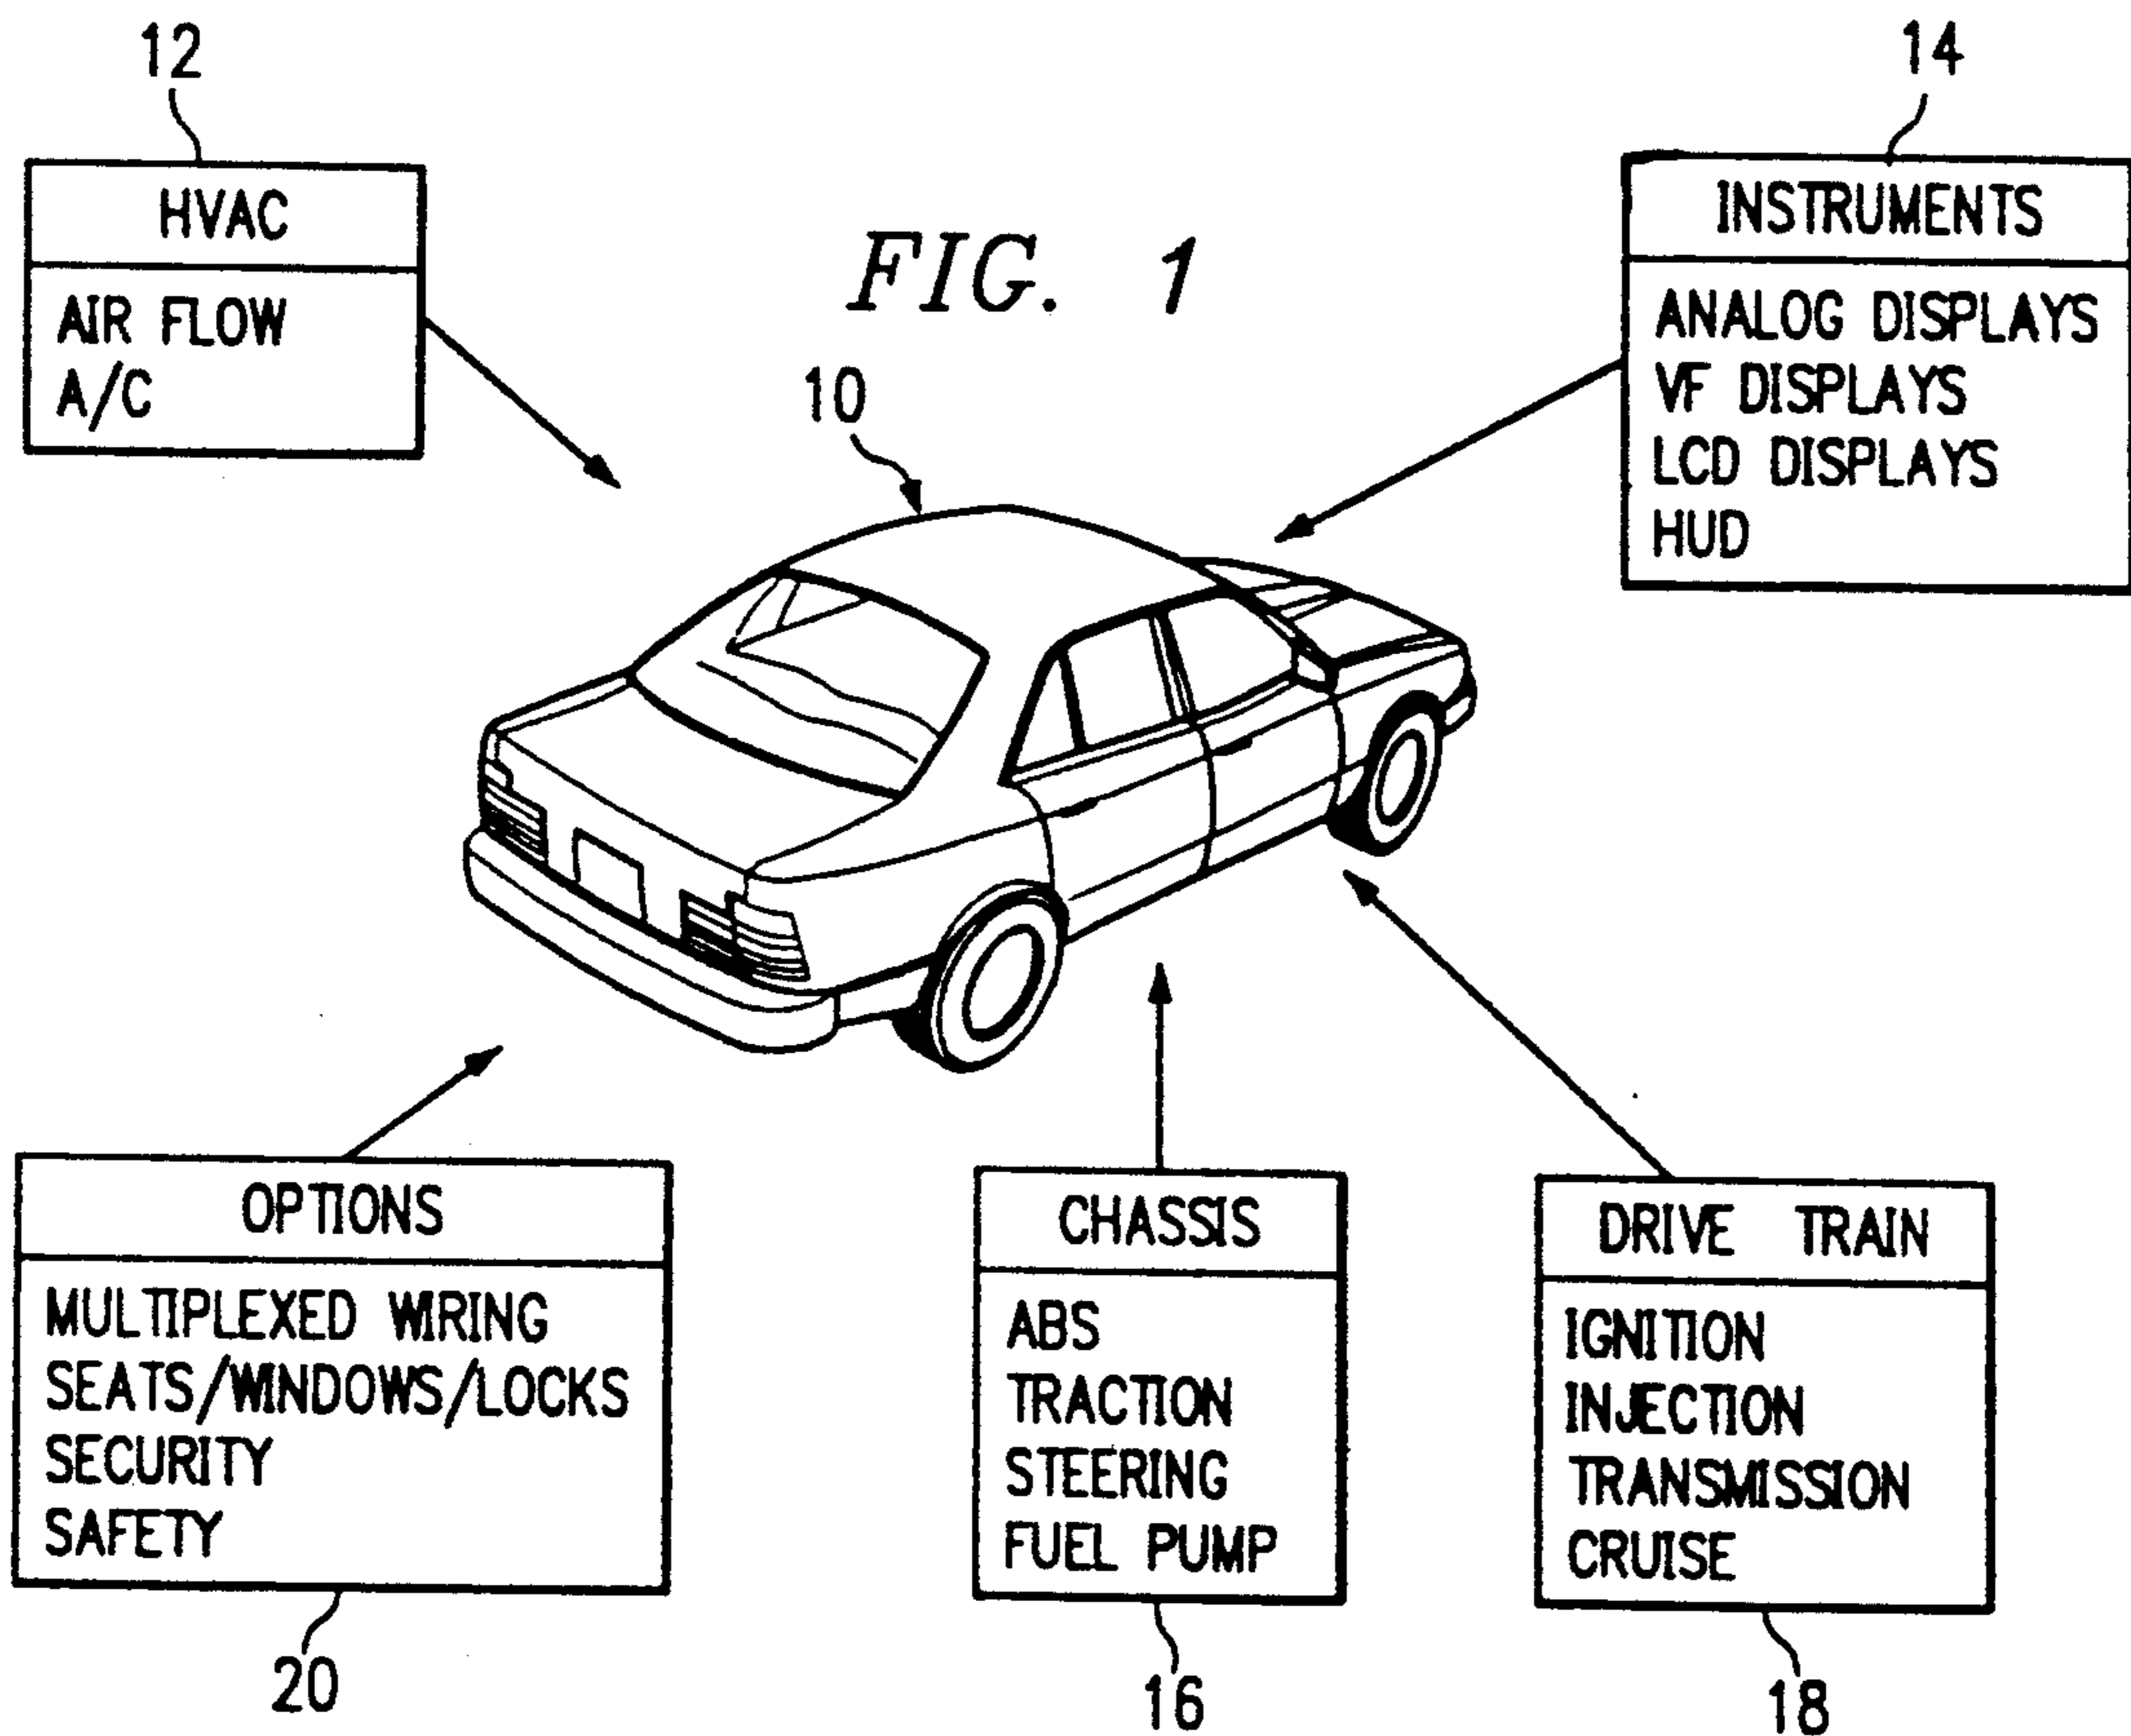 12
14
HVAC
AIR FLOW
A/C
FIG. 1
INSTRUMENTS
ANALOG DISPLAYS
VF DISPLAYS
LCD DISPLAYS
HUD
10
OPTIONS
MULTIPLEXED WIRING
SEATS/WINDOWS/LOCKS
SECURITY
SAFETY
20
CHASSIS
ABS
TRACTION
STEERING
FUEL PUMP
16
DRIVE TRAIN
IGNITION
INJECTION
TRANSMISSION
CRUISE
18